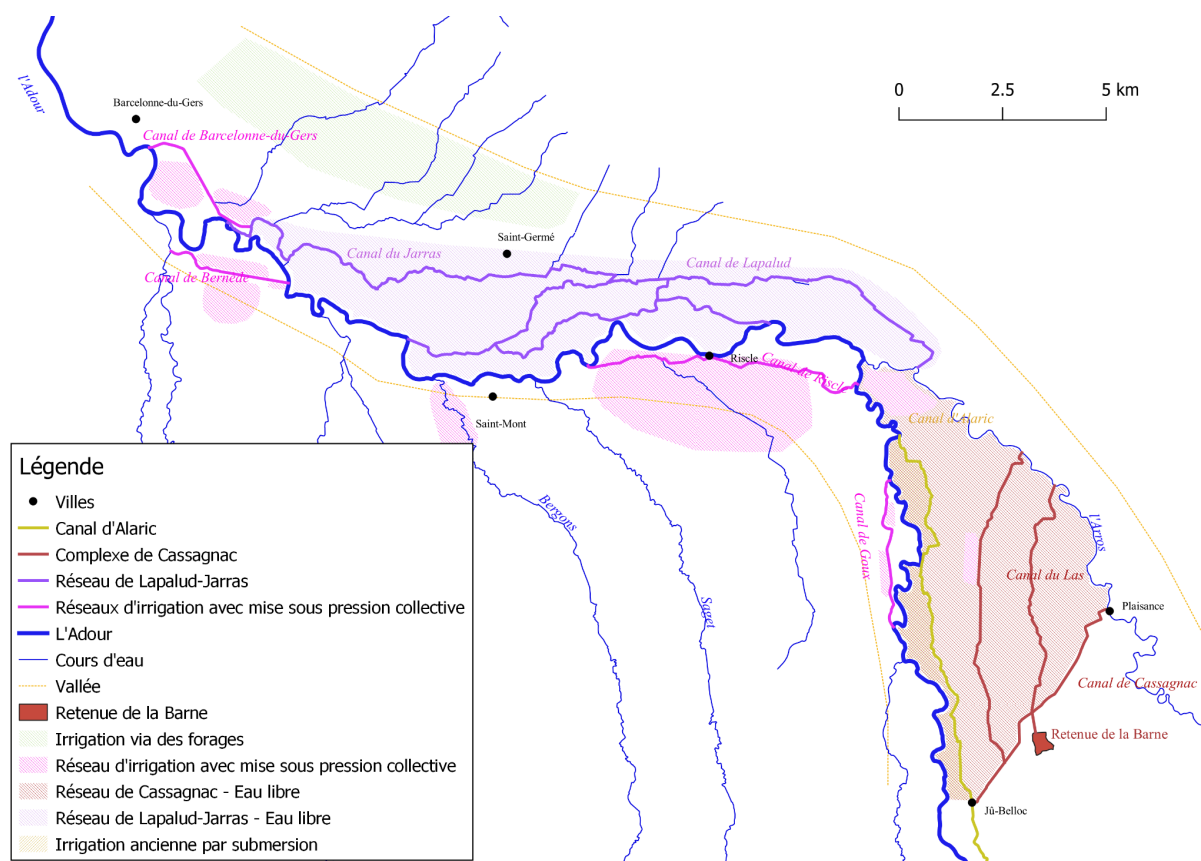 l'Adour
Barcelonne-du-Gers
Canal de Barcelonne-du-Gers
0 2.5 5 km
Saint-Germé
Canal du Jarras
Canal de Lapalud
Canal de Bernède
Riscle
Canal de Riscle
Saint-Mont
Canal d'Alaric
Bergons
Saget
Canal de Goux
l'Arros
Canal du Las
Plaisance
Canal de Cassagnac
Retenue de la Barne
Jû-Belloc
Légende
Villes
Canal d'Alaric
Complexe de Cassagnac
Réseau de Lapalud-Jarras
Réseaux d'irrigation avec mise sous pression collective
L'Adour
Cours d'eau
Vallée
Retenue de la Barne
Irrigation via des forages
Réseau d'irrigation avec mise sous pression collective
Réseau de Cassagnac - Eau libre
Réseau de Lapalud-Jarras - Eau libre
Irrigation ancienne par submersion